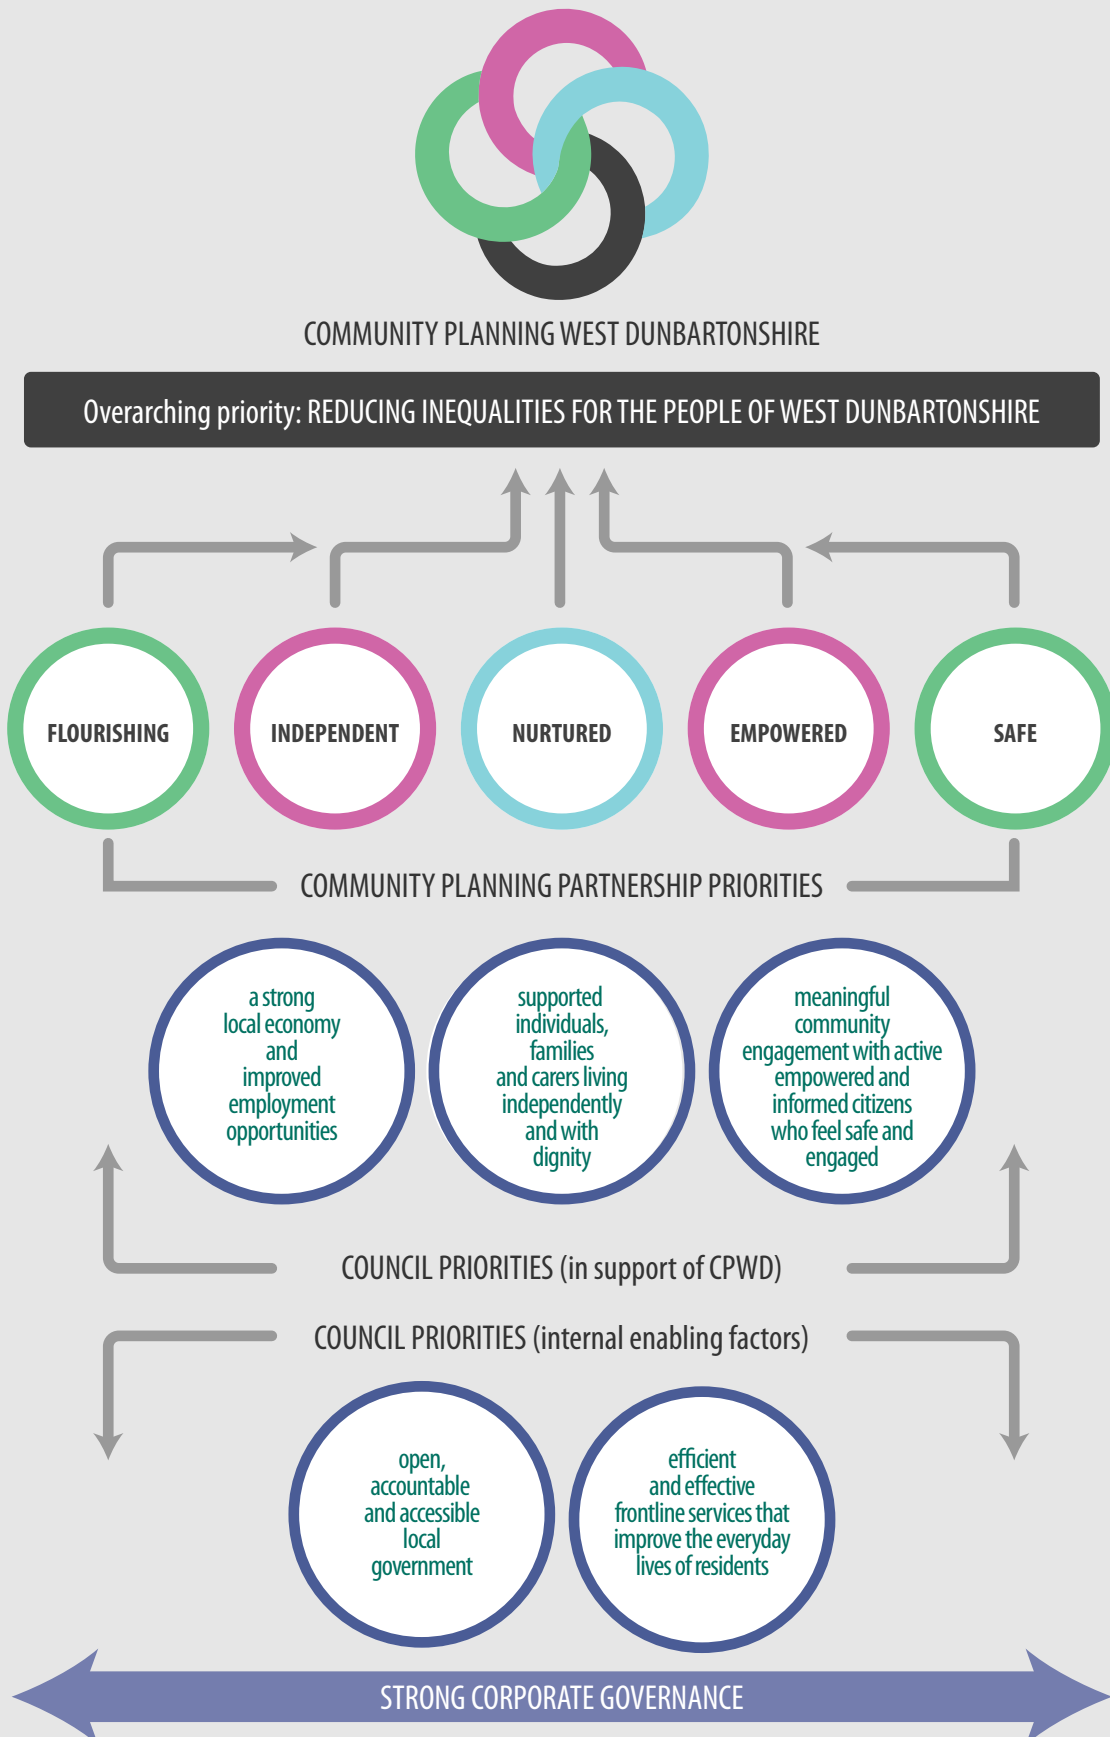 COMMUNITY PLANNING WEST DUNBARTONSHIRE
Overarching priority: REDUCING INEQUALITIES FOR THE PEOPLE OF WEST DUNBARTONSHIRE
FLOURISHING
INDEPENDENT
NURTURED
EMPOWERED
SAFE
COMMUNITY PLANNING PARTNERSHIP PRIORITIES
a strong
local economy
and
improved
employment
opportunities
supported
individuals,
families
and carers living
independently
and with
dignity
meaningful
community
engagement with active
empowered and
informed citizens
who feel safe and
engaged
COUNCIL PRIORITIES (in support of CPWD)
COUNCIL PRIORITIES (internal enabling factors)
open,
accountable
and accessible
local
government
efficient
and effective
frontline services that
improve the everyday
lives of residents
STRONG CORPORATE GOVERNANCE